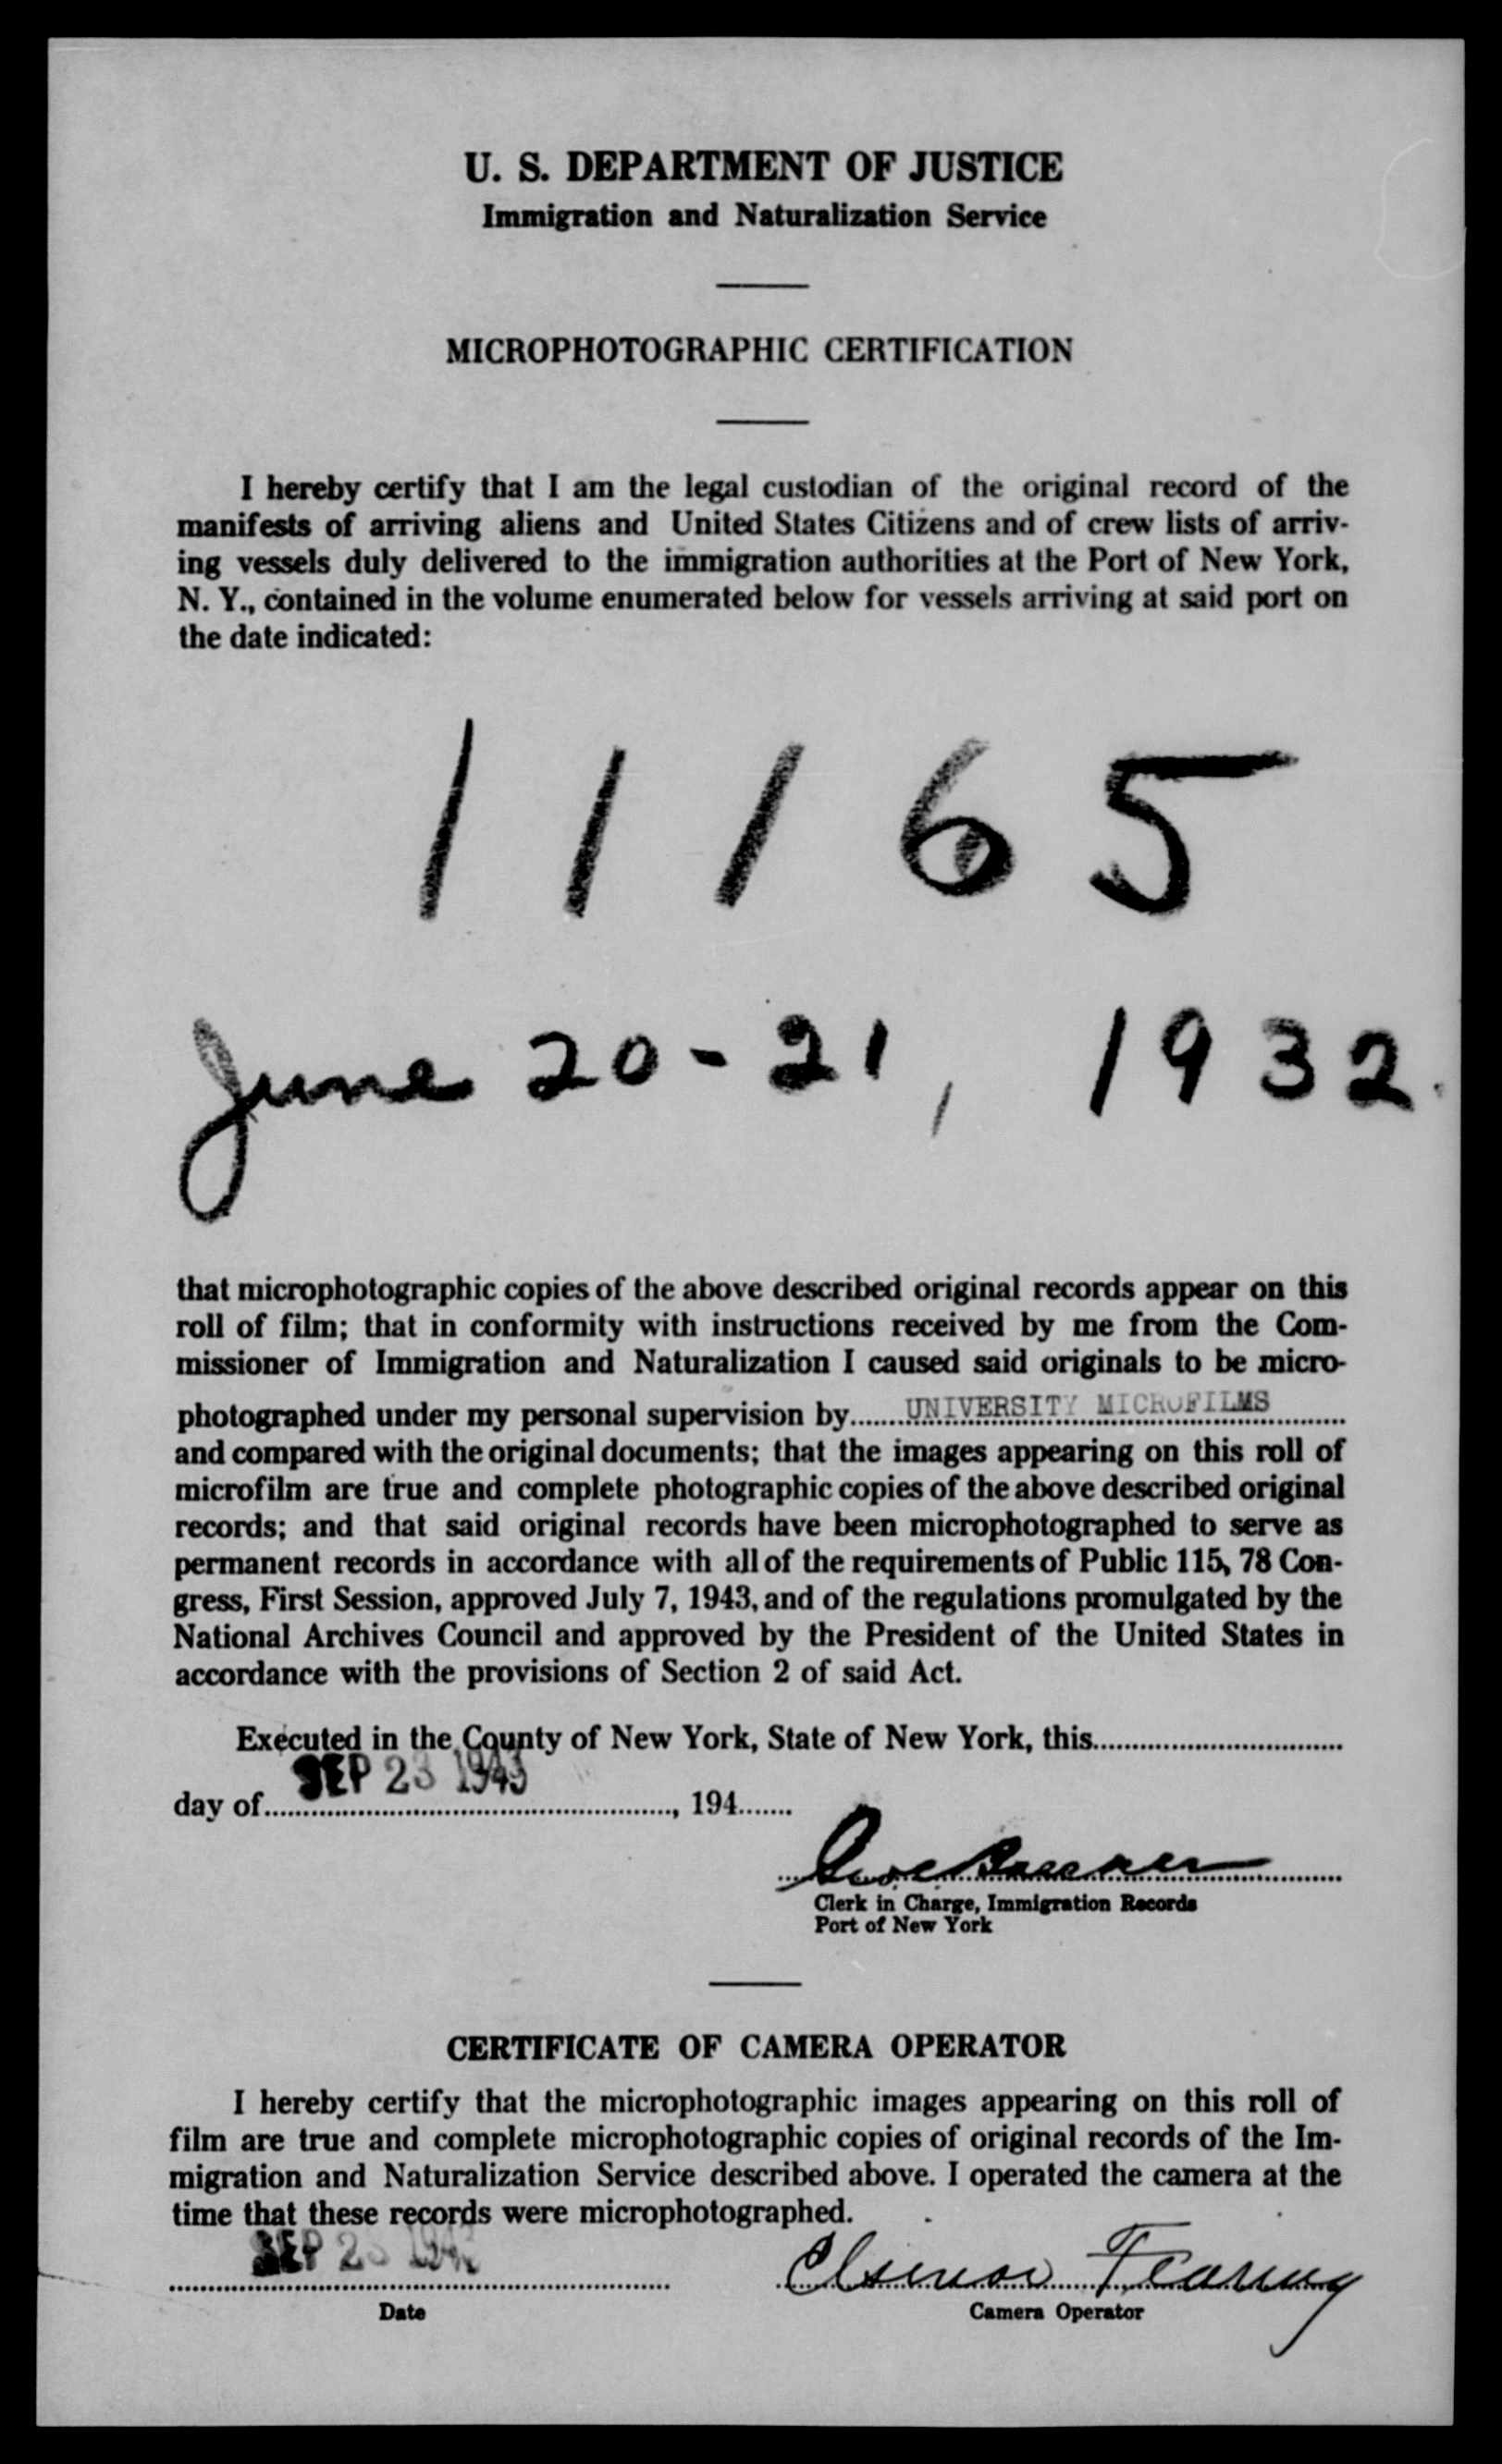 U. S. DEPARTMENT OF JUSTICE
Immigration and Naturalization Service
MICROPHOTOGRAPHIC CERTIFICATION
I hereby certify that I am the legal custodian of the original record of the
manifests of arriving aliens and United States Citizens and of crew lists of arriv-
ing vessels duly delivered to the immigration authorities at the Port of New York,
N. Y., contained in the volume enumerated below for vessels arriving at said port on
the date indicated:
11165
June 20-21, 1932.
that microphotographic copies of the above described original records appear on this
roll of film; that in conformity with instructions received by me from the Com-
missioner of Immigration and Naturalization I caused said originals to be micro-
photographed under my personal supervision by UNIVERSITY MICROFILMS
and compared with the original documents; that the images appearing on this roll of
microfilm are true and complete photographic copies of the above described original
records; and that said original records have been microphotographed to serve as
permanent records in accordance with all of the requirements of Public 115, 78 Con-
gress, First Session, approved July 7, 1943, and of the regulations promulgated by the
National Archives Council and approved by the President of the United States in
accordance with the provisions of Section 2 of said Act.
Executed in the County of New York, State of New York, this
day of SEP 23 1943, 194
Clerk in Charge, Immigration Records
Port of New York
CERTIFICATE OF CAMERA OPERATOR
I hereby certify that the microphotographic images appearing on this roll of
film are true and complete microphotographic copies of original records of the Im-
migration and Naturalization Service described above. I operated the camera at the
time that these records were microphotographed.
SEP 23
Date
Camera Operator